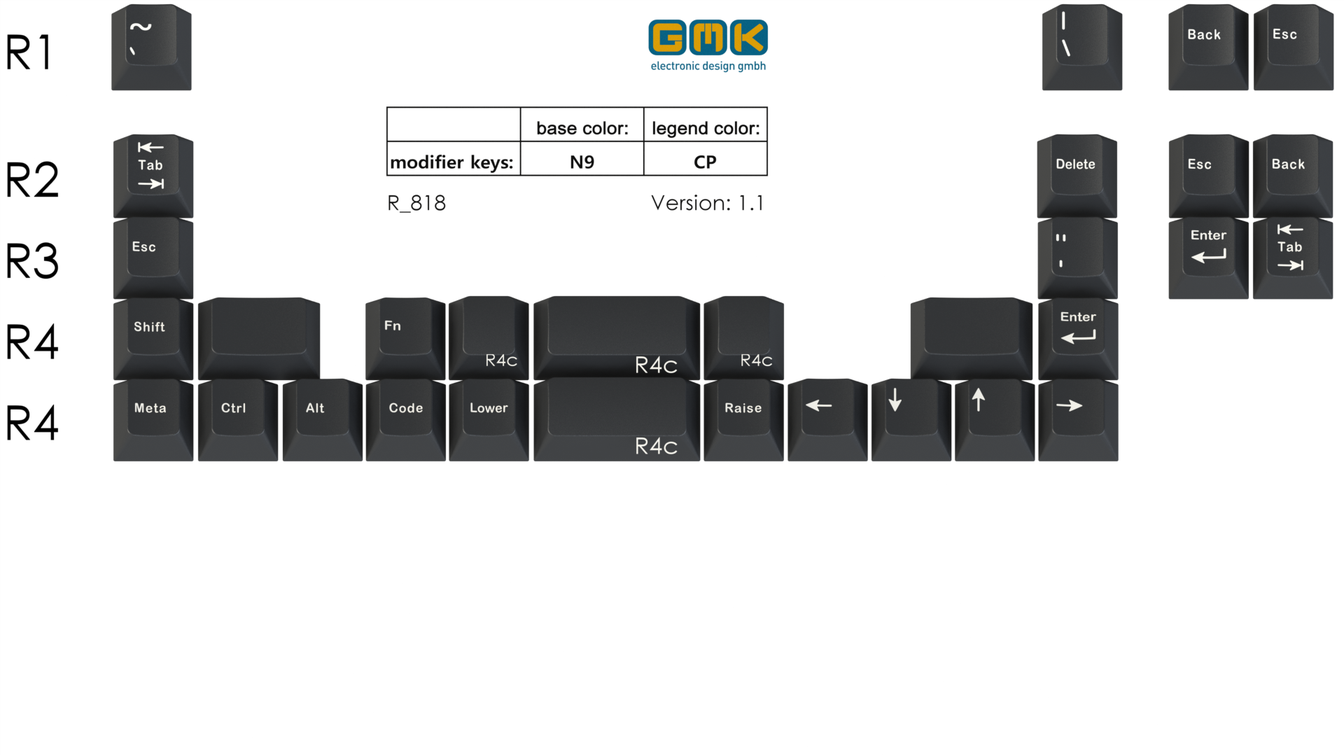 R1
~
`
GMK
electronic design gmbh
|
\
Back
Esc
base color:
legend color:
modifier keys:
N9
CP
R_818
Version: 1.1
R2
Tab
Delete
Esc
Back
R3
Esc
"
'
Enter
Tab
R4
Shift
Fn
R4c
R4c
R4c
Enter
R4
Meta
Ctrl
Alt
Code
Lower
R4c
Raise